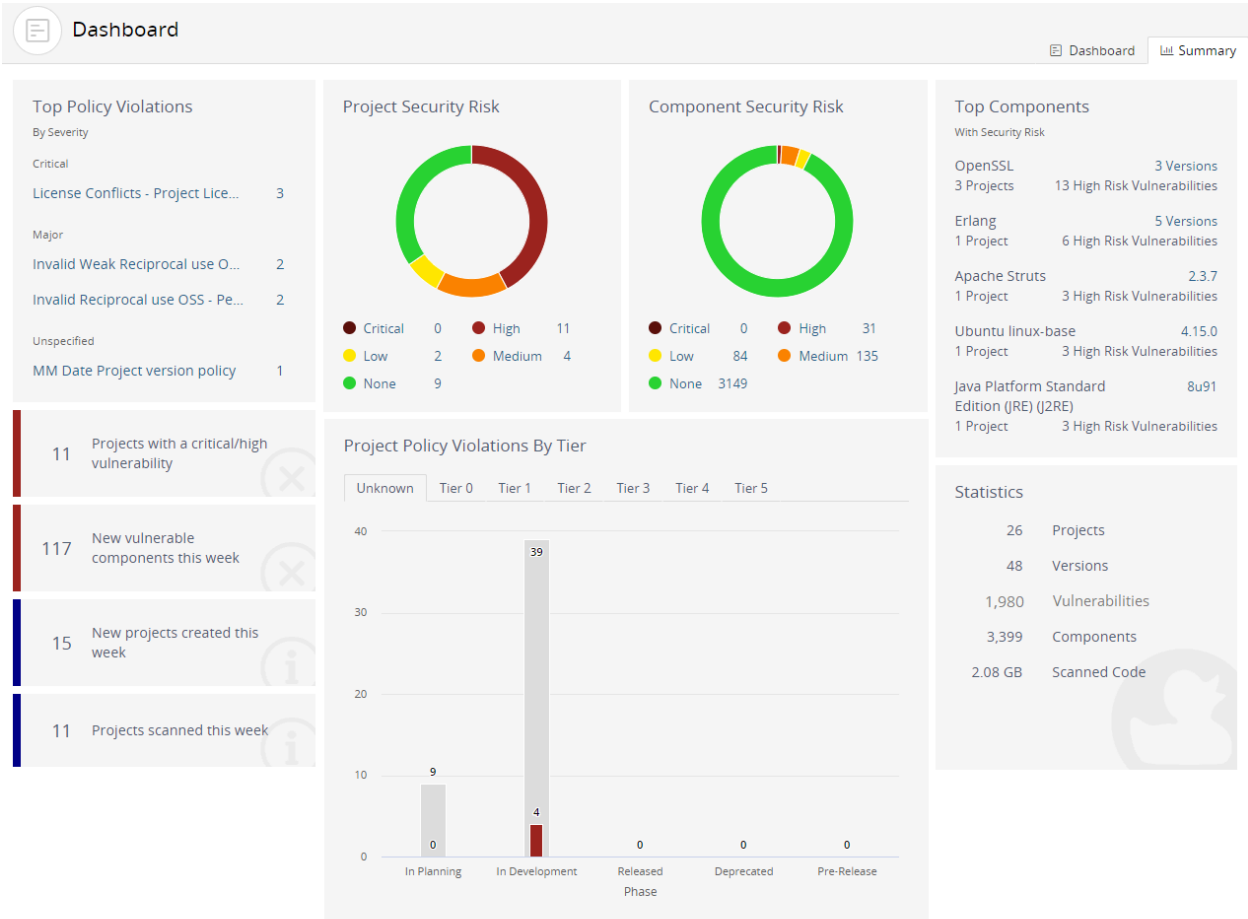 Dashboard
Dashboard
Summary
Top Policy Violations
By Severity
Critical
License Conflicts - Project Lice... 3
Major
Invalid Weak Reciprocal use O... 2
Invalid Reciprocal use OSS - Pe... 2
Unspecified
MM Date Project version policy 1
11 Projects with a critical/high
vulnerability
117 New vulnerable
components this week
15 New projects created this
week
11 Projects scanned this week
Project Security Risk
Critical 0 High 11
Low 2 Medium 4
None 9
Component Security Risk
Critical 0 High 31
Low 84 Medium 135
None 3149
Project Policy Violations By Tier
Unknown Tier 0 Tier 1 Tier 2 Tier 3 Tier 4 Tier 5
40
30
20
10
0
9
0
39
4
0
0
0
In Planning In Development Released Deprecated Pre-Release
Phase
Top Components
With Security Risk
OpenSSL 3 Versions
3 Projects 13 High Risk Vulnerabilities
Erlang 5 Versions
1 Project 6 High Risk Vulnerabilities
Apache Struts 2.3.7
1 Project 3 High Risk Vulnerabilities
Ubuntu linux-base 4.15.0
1 Project 3 High Risk Vulnerabilities
Java Platform Standard 8u91
Edition (JRE) (J2RE)
1 Project 3 High Risk Vulnerabilities
Statistics
26 Projects
48 Versions
1,980 Vulnerabilities
3,399 Components
2.08 GB Scanned Code